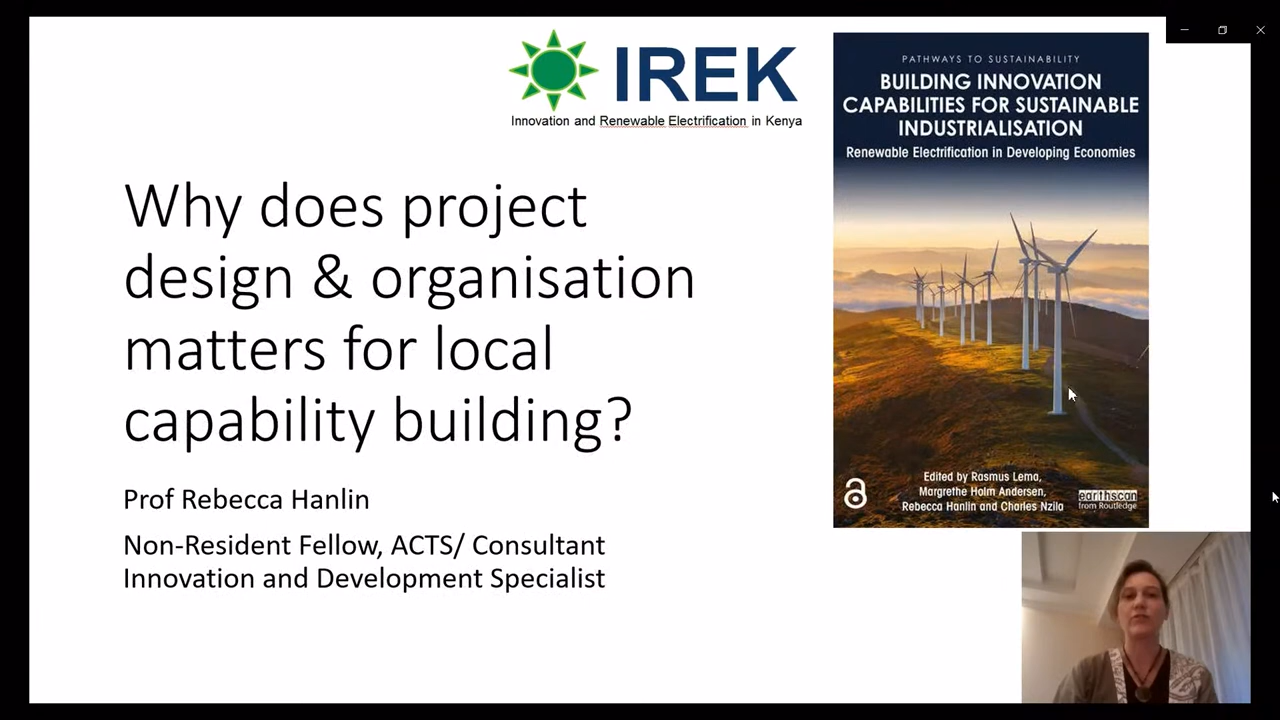 IREK
Innovation and Renewable Electrification in Kenya
Why does project
design & organisation
matters for local
capability building?
Prof Rebecca Hanlin
Non-Resident Fellow, ACTS/ Consultant
Innovation and Development Specialist
PATHWAYS TO SUSTAINABILITY
BUILDING INNOVATION
CAPABILITIES FOR SUSTAINABLE
INDUSTRIALISATION
Renewable Electrification in Developing Economies
Edited by Rasmus Lema,
Margrethe Holm Andersen,
Rebecca Hanlin and Charles Nzila
earthscan
from Routledge